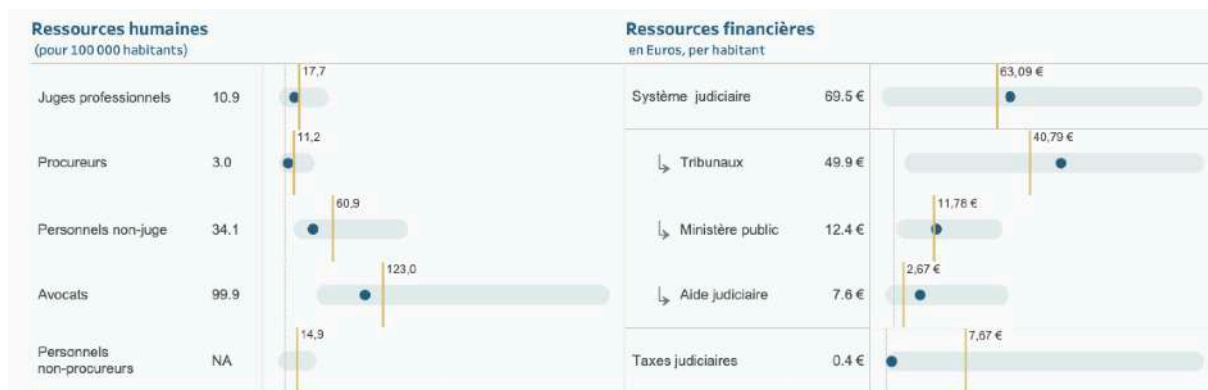 Ressources humaines
(pour 100 000 habitants)
17,7
Juges professionnels 10.9
11,2
Procureurs 3.0
60,9
Personnels non-juge 34.1
123,0
Avocats 99.9
14,9
Personnels
non-procureurs NA
Ressources financières
en Euros, per habitant
63,09 €
Système judiciaire 69.5 €
40,79 €
Tribunaux 49.9 €
11,78 €
Ministère public 12.4 €
2,67 €
Aide judiciaire 7.6 €
7,67 €
Taxes judiciaires 0.4 €